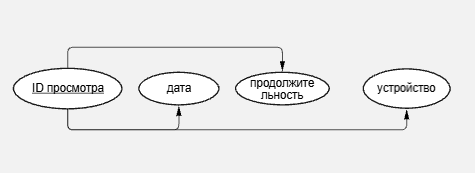 ID просмотра
дата
продолжите
льность
устройство